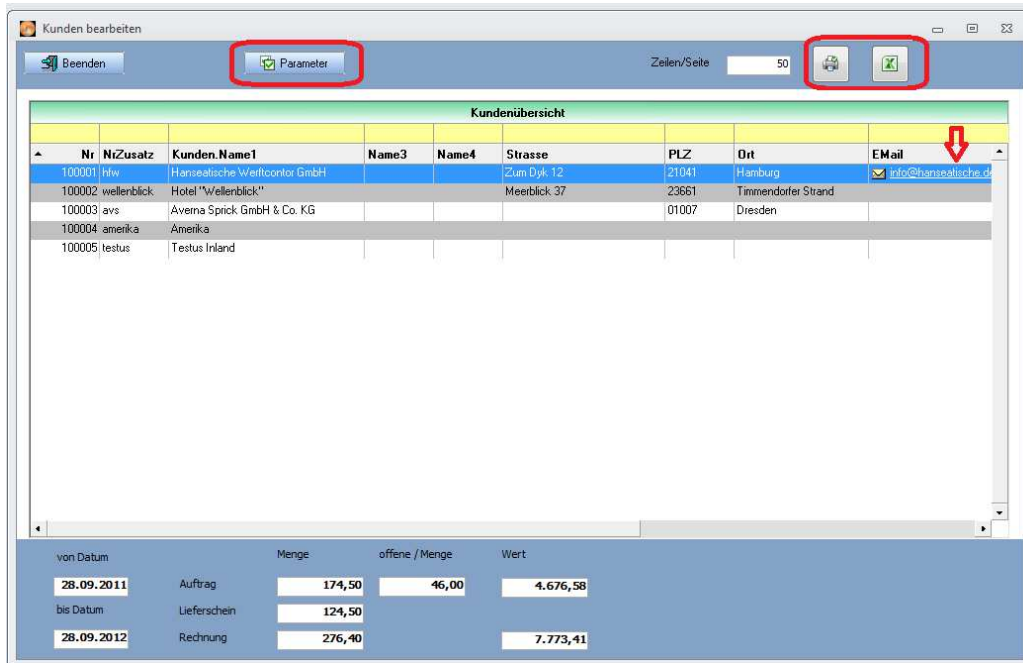 Kunden bearbeiten
Beenden Parameter Zeilen/Seite 50
Kundenübersicht
Nr NrZusatz Kunden.Name1 Name3 Name4 Strasse PLZ Ort EMail
100001 hfw Hanseatische Werftcontor GmbH Zum Dyk 12 21041 Hamburg info@hanseatische.de
100002 wellenblick Hotel "Wellenblick" Meerblick 37 23661 Timmendorfer Strand
100003 avs Averna Sprick GmbH & Co. KG 01007 Dresden
100004 amerika Amerika
100005 testus Testus Inland
von Datum Menge offene / Menge Wert
28.09.2011 Auftrag 174,50 46,00 4.676,58
bis Datum Lieferschein 124,50
28.09.2012 Rechnung 276,40 7.773,41